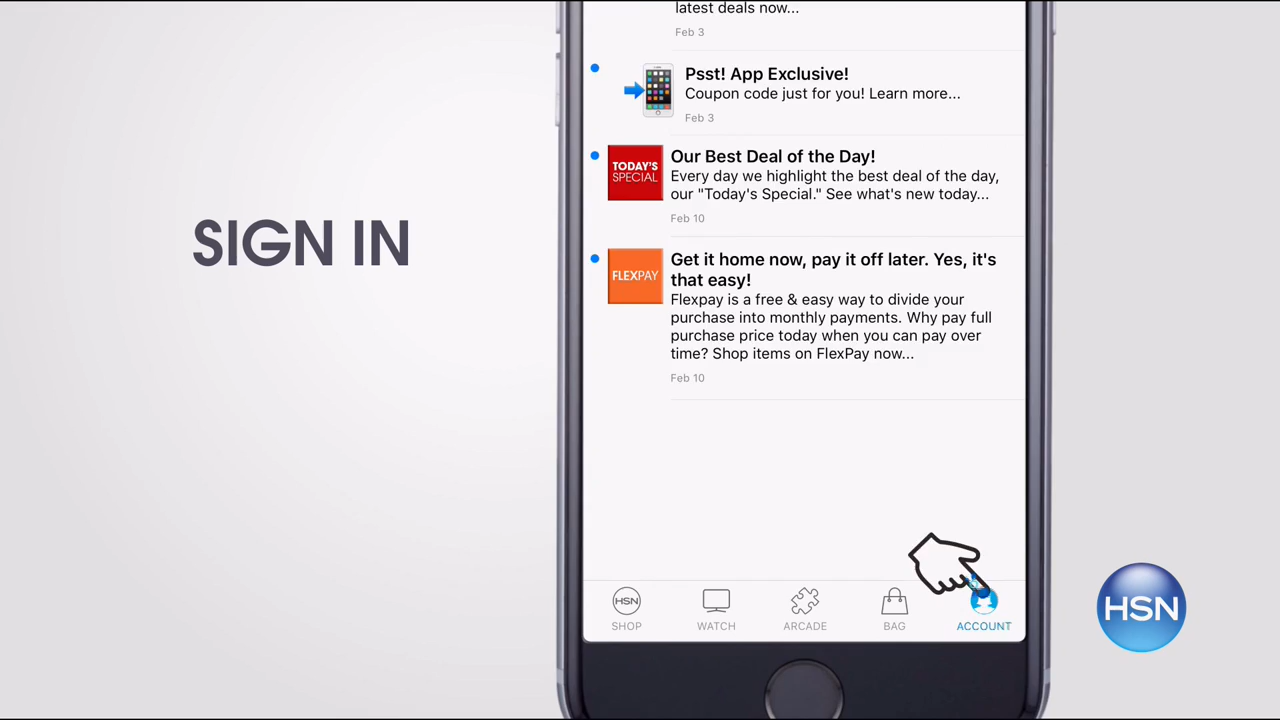 SIGN IN
latest deals now...
Feb 3
Psst! App Exclusive!
Coupon code just for you! Learn more...
Feb 3
TODAY'S
SPECIAL
Our Best Deal of the Day!
Every day we highlight the best deal of the day,
our "Today's Special." See what's new today...
Feb 10
FLEXPAY
Get it home now, pay it off later. Yes, it's
that easy!
Flexpay is a free & easy way to divide your
purchase into monthly payments. Why pay full
purchase price today when you can pay over
time? Shop items on FlexPay now...
Feb 10
HSN
SHOP
WATCH
ARCADE
BAG
ACCOUNT
HSN